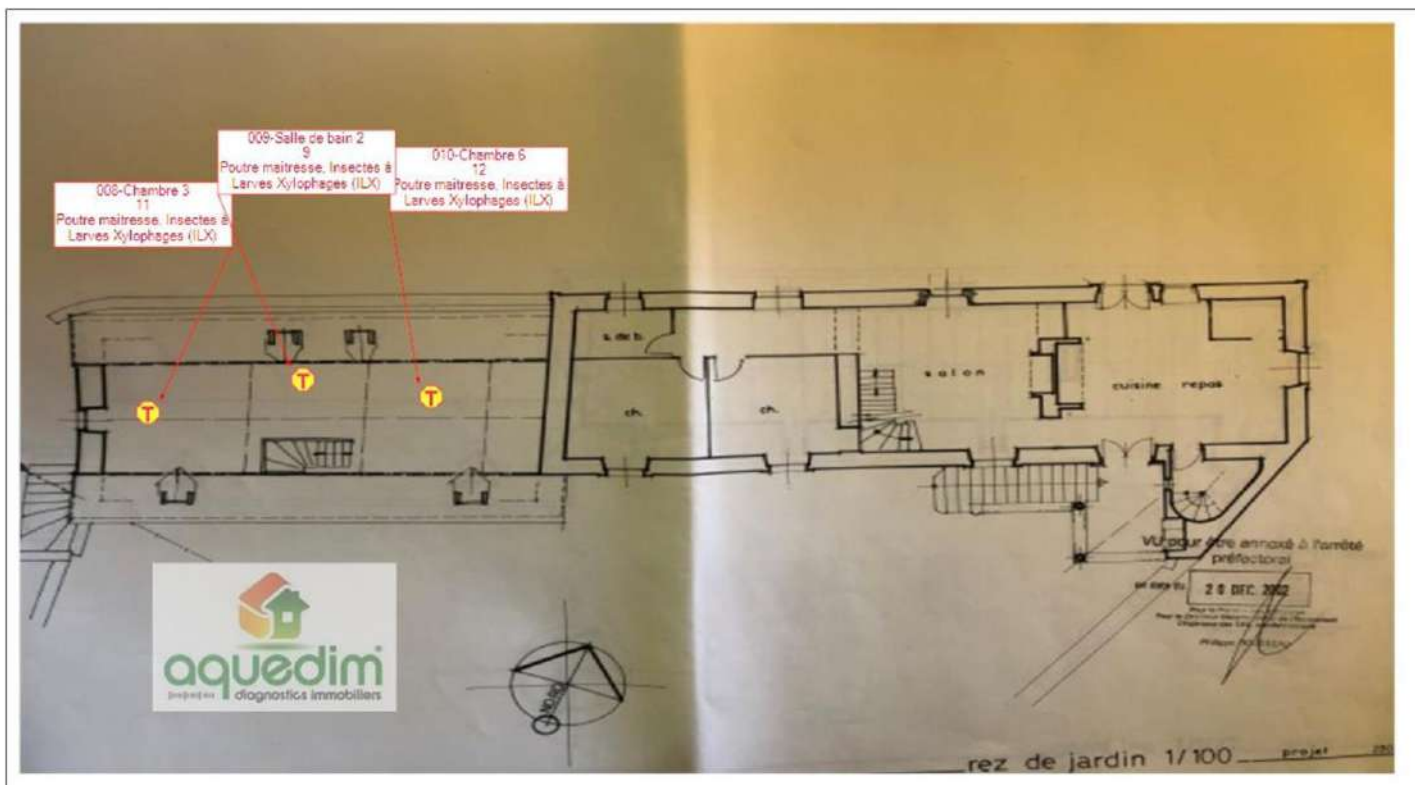 009-Salle de bain 2
9
Poutre maitresse, Insectes à
Larves Xylophages (ILX)
010-Chambre 6
12
Poutre maitresse, Insectes à
Larves Xylophages (ILX)
008-Chambre 3
11
Poutre maitresse, Insectes à
Larves Xylophages (ILX)
T
T
T
s. de b.
ch.
ch.
salon
cuisine repas
VU pour être annexé à l'arrêté
préfectoral
en date du
20 DEC. 2002
aquedim
diagnostics immobiliers
NORD
rez de jardin 1/100
projet